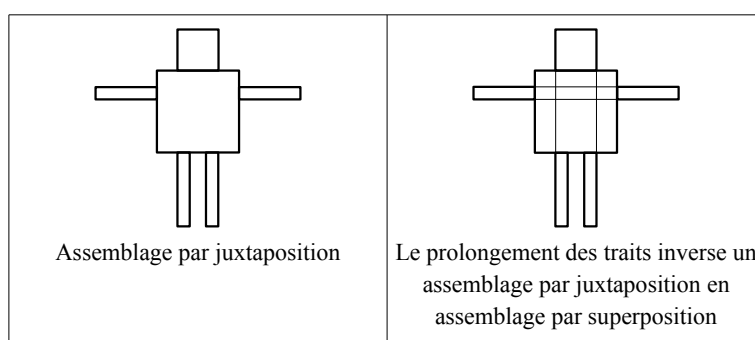 Assemblage par juxtaposition
Le prolongement des traits inverse un
assemblage par juxtaposition en
assemblage par superposition